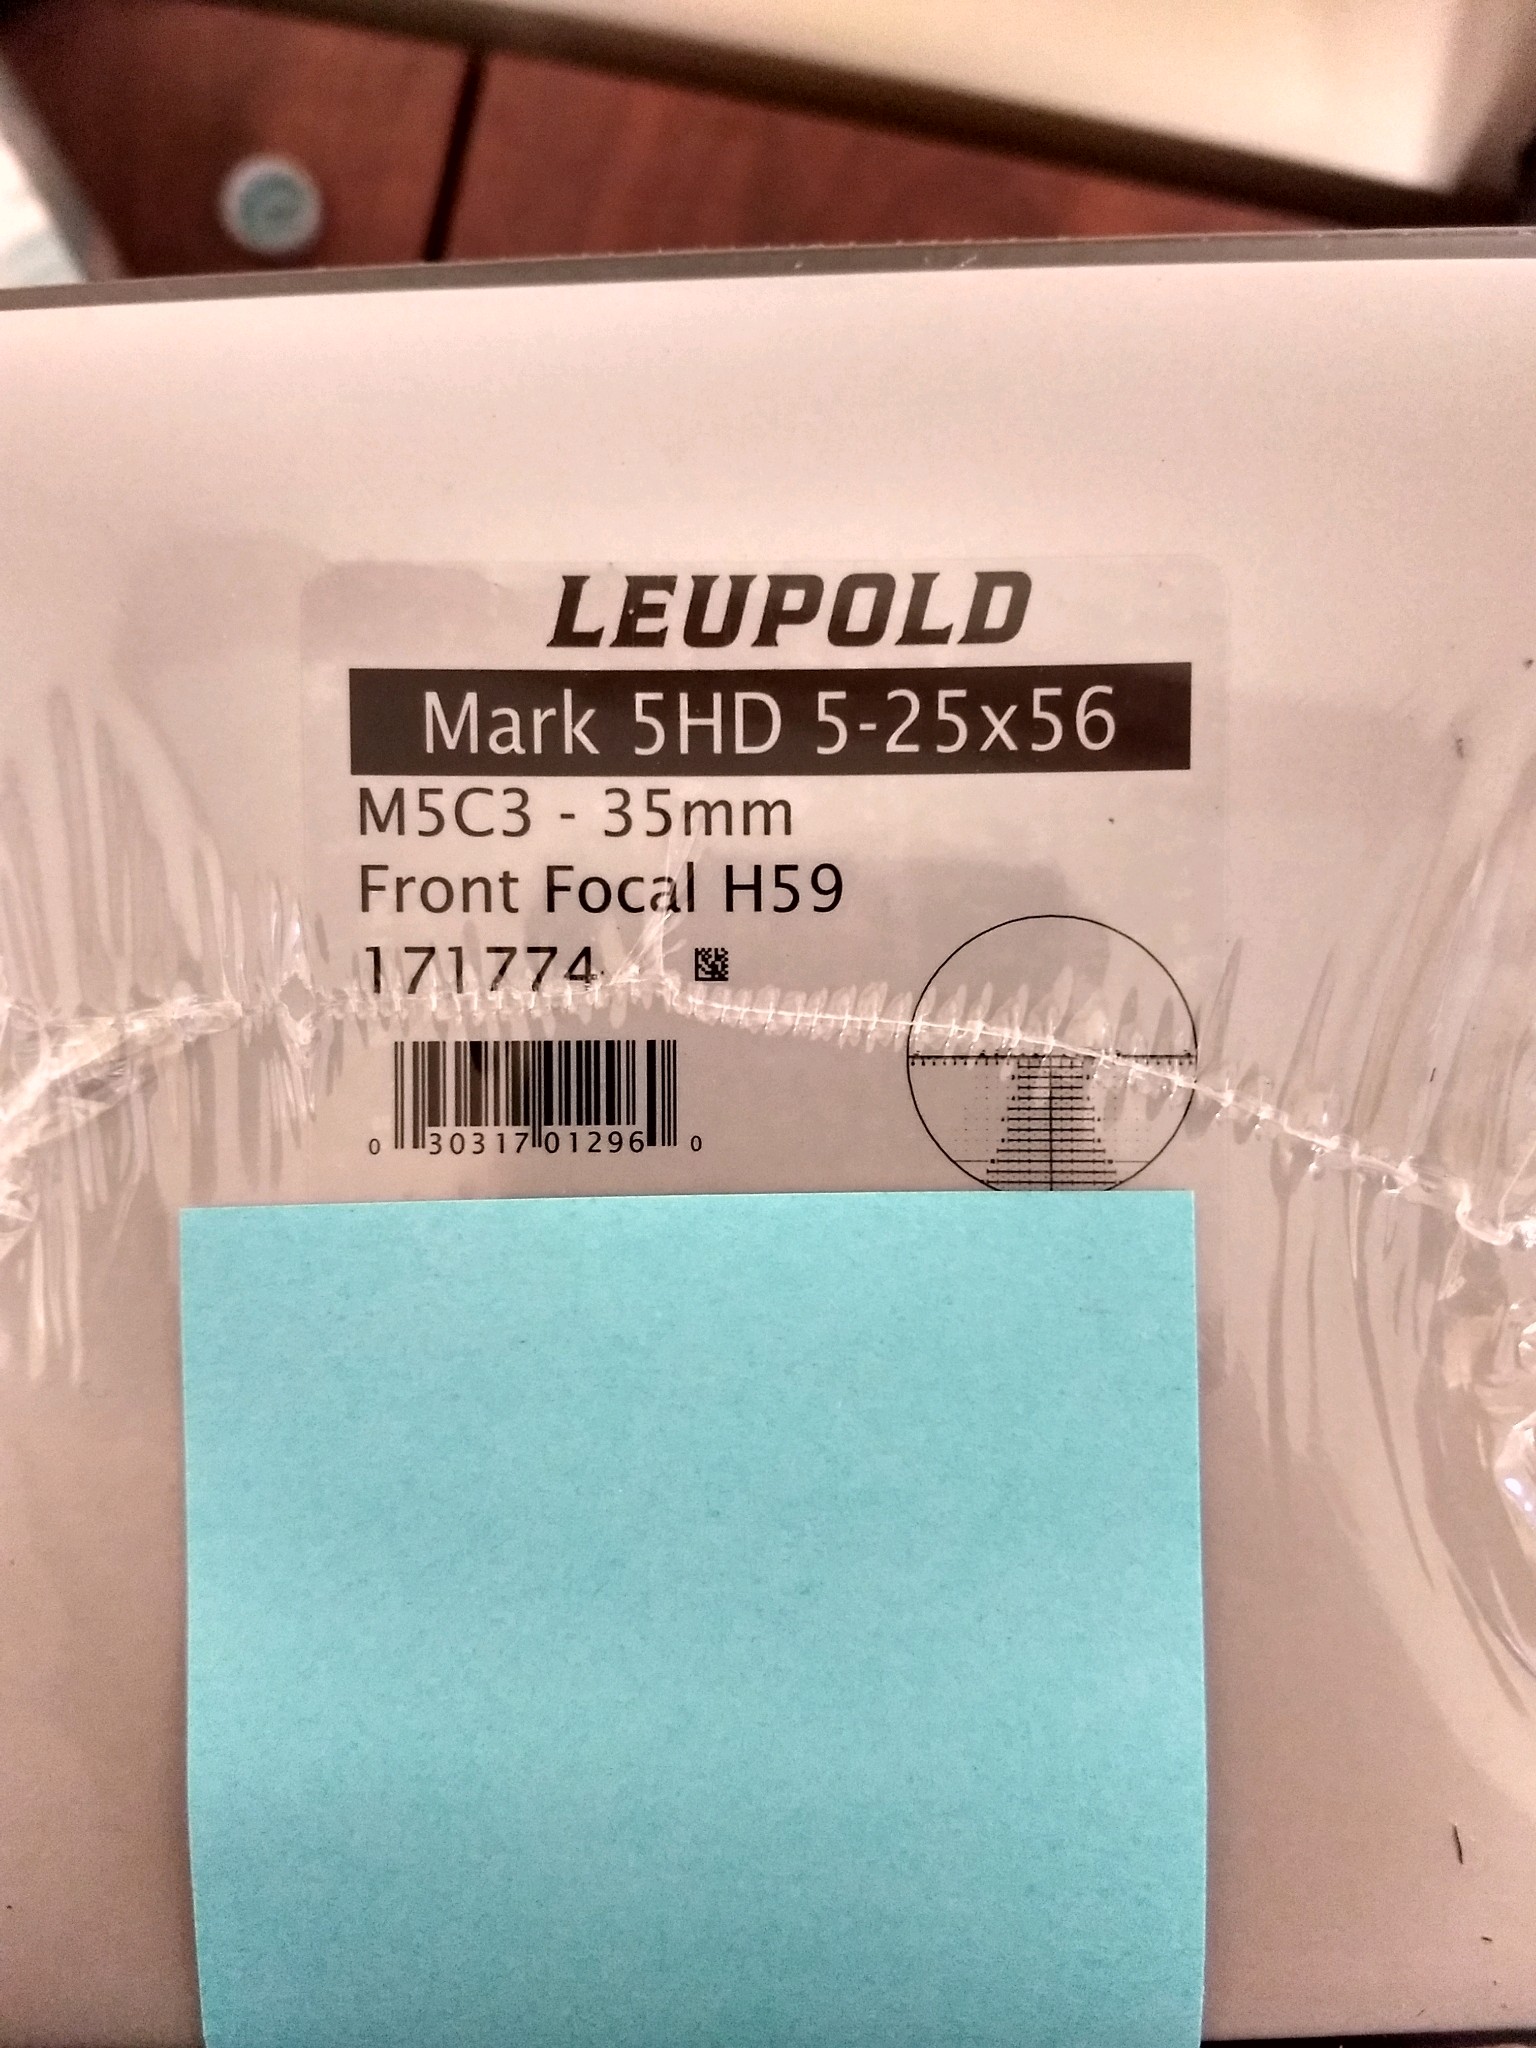 LEUPOLD
Mark 5HD 5-25x56
M5C3 - 35mm
Front Focal H59
171774
0 30317 01296 0